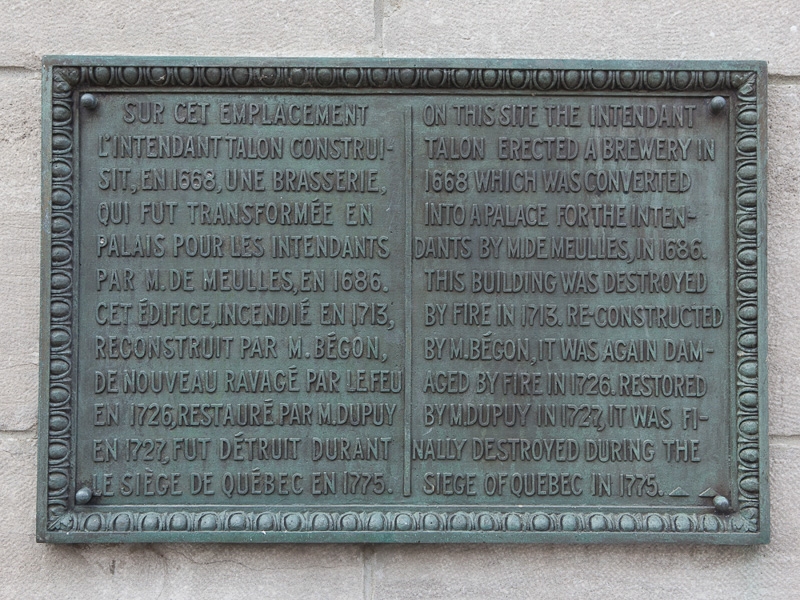 SUR CET EMPLACEMENT
L'INTENDANT TALON CONSTRUI-
SIT, EN 1668, UNE BRASSERIE,
QUI FUT TRANSFORMÉE EN
PALAIS POUR LES INTENDANTS
PAR M. DE MEULLES, EN 1686.
CET ÉDIFICE, INCENDIÉ EN 1713,
RECONSTRUIT PAR M. BÉGON,
DE NOUVEAU RAVAGÉ PAR LE FEU
EN 1726, RESTAURÉ PAR M. DUPUY
EN 1727, FUT DÉTRUIT DURANT
LE SIÈGE DE QUÉBEC EN 1775.
ON THIS SITE THE INTENDANT
TALON ERECTED A BREWERY IN
1668 WHICH WAS CONVERTED
INTO A PALACE FOR THE INTEN-
DANTS BY M. DE MEULLES, IN 1686.
THIS BUILDING WAS DESTROYED
BY FIRE IN 1713. RE-CONSTRUCTED
BY M. BÉGON, IT WAS AGAIN DAM-
AGED BY FIRE IN 1726. RESTORED
BY M. DUPUY IN 1727, IT WAS FI-
NALLY DESTROYED DURING THE
SIEGE OF QUEBEC IN 1775.